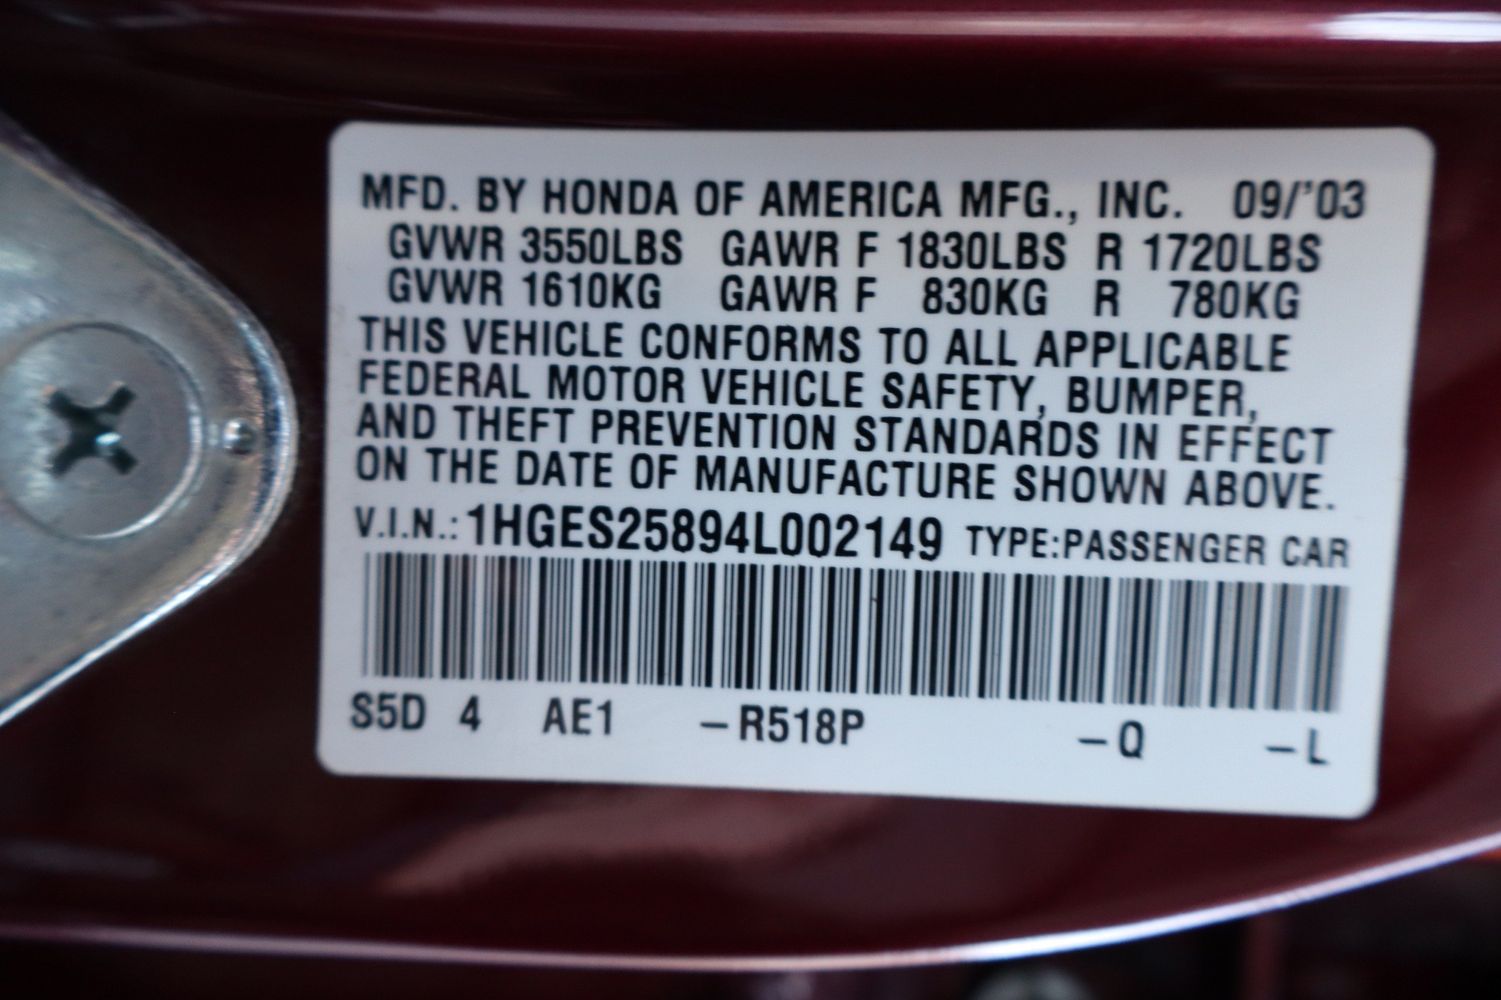 MFD. BY HONDA OF AMERICA MFG., INC. 09/'03
GVWR 3550LBS GAWR F 1830LBS R 1720LBS
GVWR 1610KG GAWR F 830KG R 780KG
THIS VEHICLE CONFORMS TO ALL APPLICABLE
FEDERAL MOTOR VEHICLE SAFETY, BUMPER,
AND THEFT PREVENTION STANDARDS IN EFFECT
ON THE DATE OF MANUFACTURE SHOWN ABOVE.
V.I.N.: 1HGES25894L002149 TYPE:PASSENGER CAR
S5D 4 AE1 –R518P –Q –L